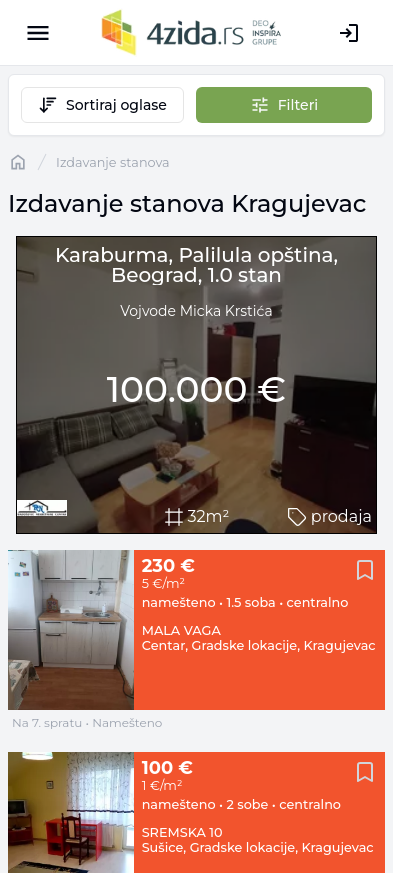 4zida.rs
DEO
INSPIRA
GRUPE
Sortiraj oglase
Filteri
Izdavanje stanova
Izdavanje stanova Kragujevac
Karaburma, Palilula opština,
Beograd, 1.0 stan
Vojvode Micka Krstića
100.000 €
32m²
prodaja
230 €
5 €/m²
namešteno • 1.5 soba • centralno
MALA VAGA
Centar, Gradske lokacije, Kragujevac
Na 7. spratu • Namešteno
100 €
1 €/m²
namešteno • 2 sobe • centralno
SREMSKA 10
Sušice, Gradske lokacije, Kragujevac